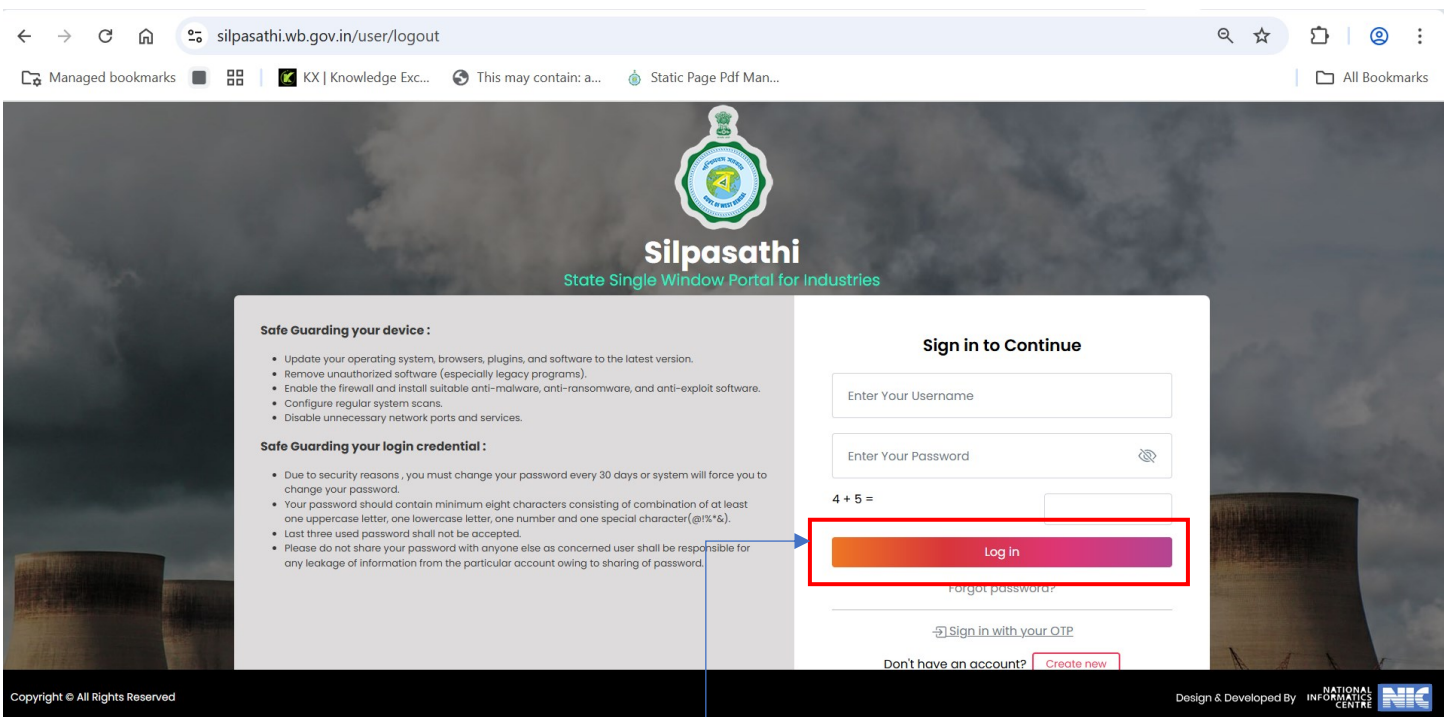 silpasathi.wb.gov.in/user/logout
Managed bookmarks
KX | Knowledge Exc...
This may contain: a...
Static Page Pdf Man...
All Bookmarks
Silpasathi
State Single Window Portal for Industries
Safe Guarding your device :
Update your operating system, browsers, plugins, and software to the latest version.
Remove unauthorized software (especially legacy programs).
Enable the firewall and install suitable anti-malware, anti-ransomware, and anti-exploit software.
Configure regular system scans.
Disable unnecessary network ports and services.
Safe Guarding your login credential :
Due to security reasons , you must change your password every 30 days or system will force you to
change your password.
Your password should contain minimum eight characters consisting of combination of at least
one uppercase letter, one lowercase letter, one number and one special character(@!%*&).
Last three used password shall not be accepted.
Please do not share your password with anyone else as concerned user shall be responsible for
any leakage of information from the particular account owing to sharing of password.
Sign in to Continue
Enter Your Username
Enter Your Password
4 + 5 =
Log in
Forgot password?
Sign in with your OTP
Don't have an account? Create new
Copyright © All Rights Reserved
Design & Developed By
NATIONAL
INFORMATICS
CENTRE
NIC